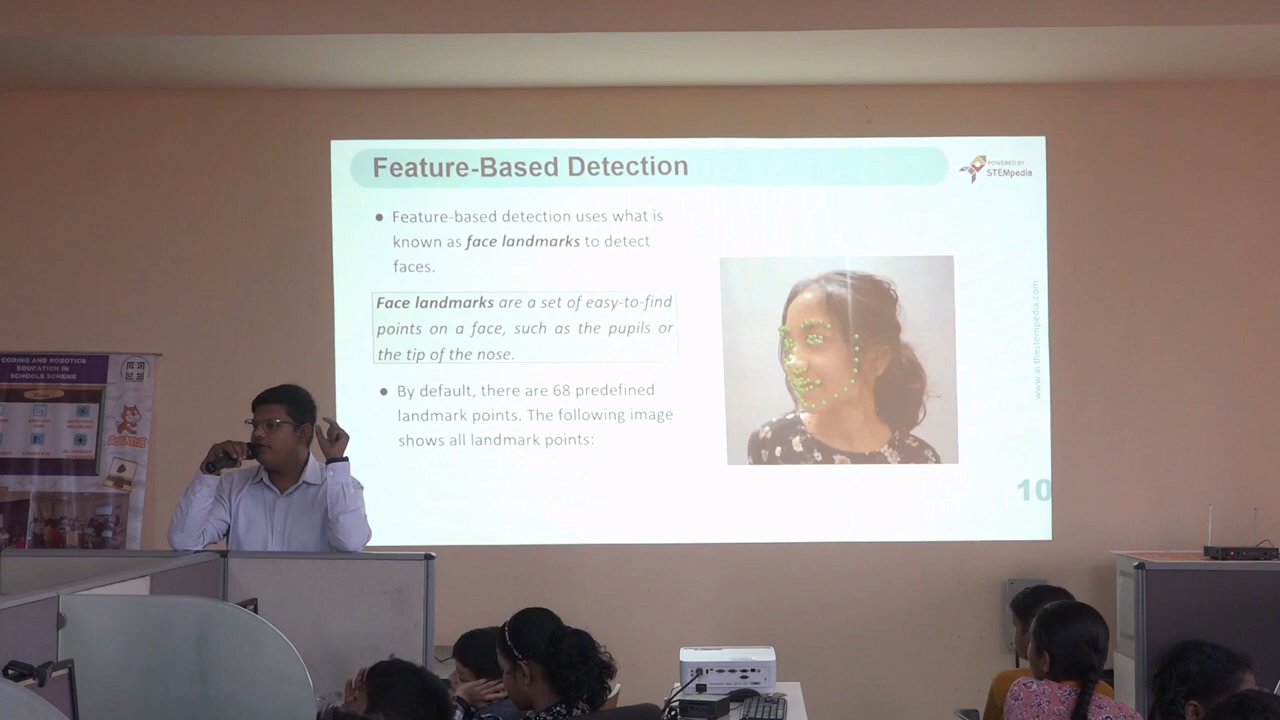 Feature-Based Detection
POWERED BY
STEMpedia
● Feature-based detection uses what is
known as face landmarks to detect
faces.
Face landmarks are a set of easy-to-find
points on a face, such as the pupils or
the tip of the nose.
● By default, there are 68 predefined
landmark points. The following image
shows all landmark points:
www.ai.thestempedia.com
10
CODING AND ROBOTICS
EDUCATION IN
SCHOOLS SCHEME
SCRATCH